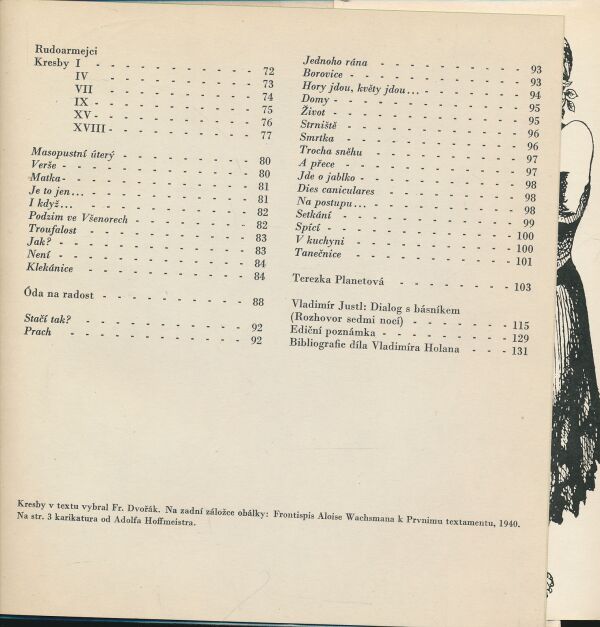 Rudoarmejci
Kresby I - - - - - - - - - - 72
IV - - - - - - - - - - 73
VII - - - - - - - - - - 74
IX - - - - - - - - - - 75
XV - - - - - - - - - - 76
XVIII - - - - - - - - - - 77
Masopustní úterý - - - - - - - - 80
Verše - - - - - - - - - - 80
Matka - - - - - - - - - - 81
Je to jen... - - - - - - - - - - 81
I když... - - - - - - - - - - 82
Podzim ve Všenorech - - - - - - - 82
Troufalost - - - - - - - - - - 83
Jak? - - - - - - - - - - 83
Není - - - - - - - - - - 84
Klekánice - - - - - - - - - - 84
Óda na radost - - - - - - - - - 88
Stačí tak? - - - - - - - - - - 92
Prach - - - - - - - - - - 92
Jednoho rána - - - - - - - - 93
Borovice - - - - - - - - - - 93
Hory jdou, květy jdou... - - - - - - 94
Domy - - - - - - - - - - 95
Život - - - - - - - - - - 95
Strniště - - - - - - - - - - 96
Smrtka - - - - - - - - - - 96
Trocha sněhu - - - - - - - - 97
A přece - - - - - - - - - - 97
Jde o jablko - - - - - - - - 98
Dies caniculares - - - - - - - - 98
Na postupu... - - - - - - - - 98
Setkání - - - - - - - - - - 99
Spící - - - - - - - - - - 100
V kuchyni - - - - - - - - - 100
Tanečnice - - - - - - - - - 101
Terezka Planetová - - - - - - - 103
Vladimír Justl: Dialog s básníkem
(Rozhovor sedmi nocí) - - - - - - 115
Ediční poznámka - - - - - - - - 129
Bibliografie díla Vladimíra Holana - - - 131
Kresby v textu vybral Fr. Dvořák. Na zadní záložce obálky: Frontispis Aloise Wachsmana k Prvnímu textamentu, 1940.
Na str. 3 karikatura od Adolfa Hoffmeistra.